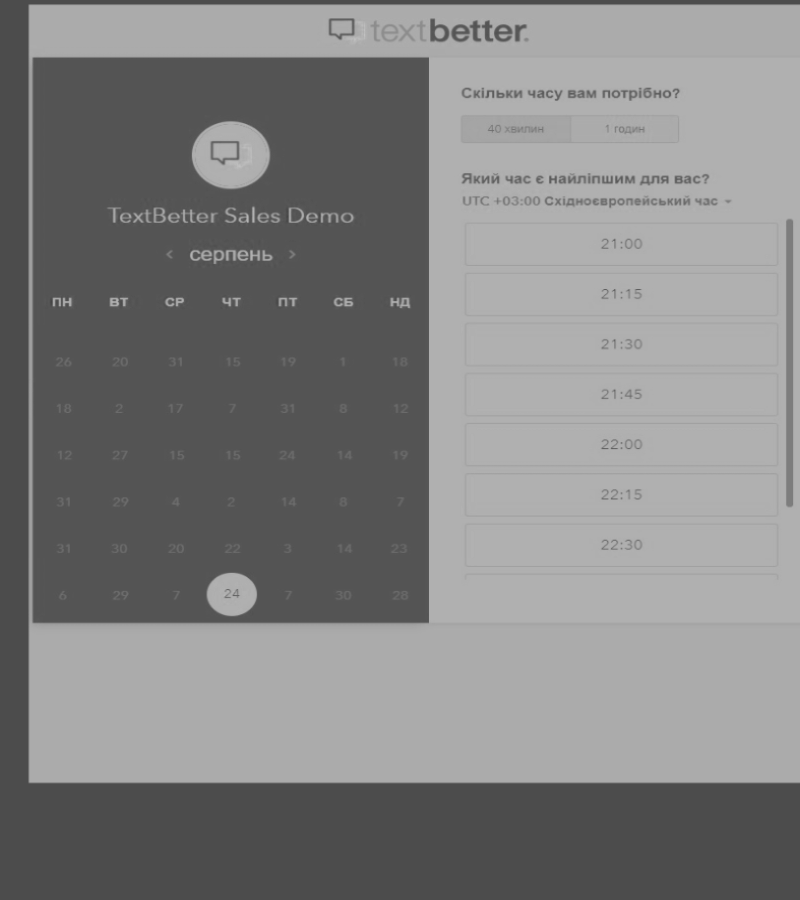 textbetter.
TextBetter Sales Demo
< серпень >
ПН ВТ СР ЧТ ПТ СБ НД
26 20 31 15 19 1 18
18 2 17 7 31 8 12
12 27 15 15 24 14 19
31 29 4 2 14 8 7
31 30 20 22 3 14 23
6 29 7 24 7 30 28
Скільки часу вам потрібно?
40 хвилин 1 годин
Який час є найліпшим для вас?
UTC +03:00 Східноєвропейський час
21:00
21:15
21:30
21:45
22:00
22:15
22:30